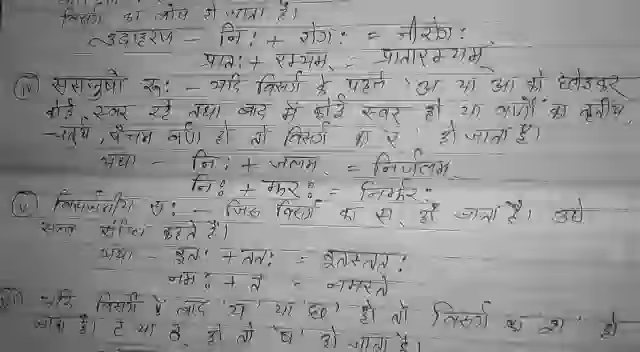 विसर्ग का लोप हो जाता है।
उदाहरण - निः + रोगः = नीरोगः
प्रातः + रम्यम् = प्रातारम्यम्
(iv) ससजुषो रूः - यदि विसर्ग के पहले 'अ या आ को छोड़कर
कोई स्वर रहे तथा बाद में कोई स्वर हो या वर्गों का तृतीय
चतुर्थ, पंचम वर्ण हो तो विसर्ग का 'र' हो जाता है।
यथा - निः + जलम् = निर्जलम्
निः + झरः = निर्झरः
(v) विसर्जनीय सः - जिस विसर्ग का स हो जाता है। उसे
सत्व संधि कहते हैं।
यथा - इतः + ततः = इतस्ततः
नमः + ते = नमस्ते
यदि विसर्ग के बाद 'च' या 'छ' हो तो विसर्ग का 'श' हो
जाता है। ट या ठ हो तो 'ष' हो जाता है।